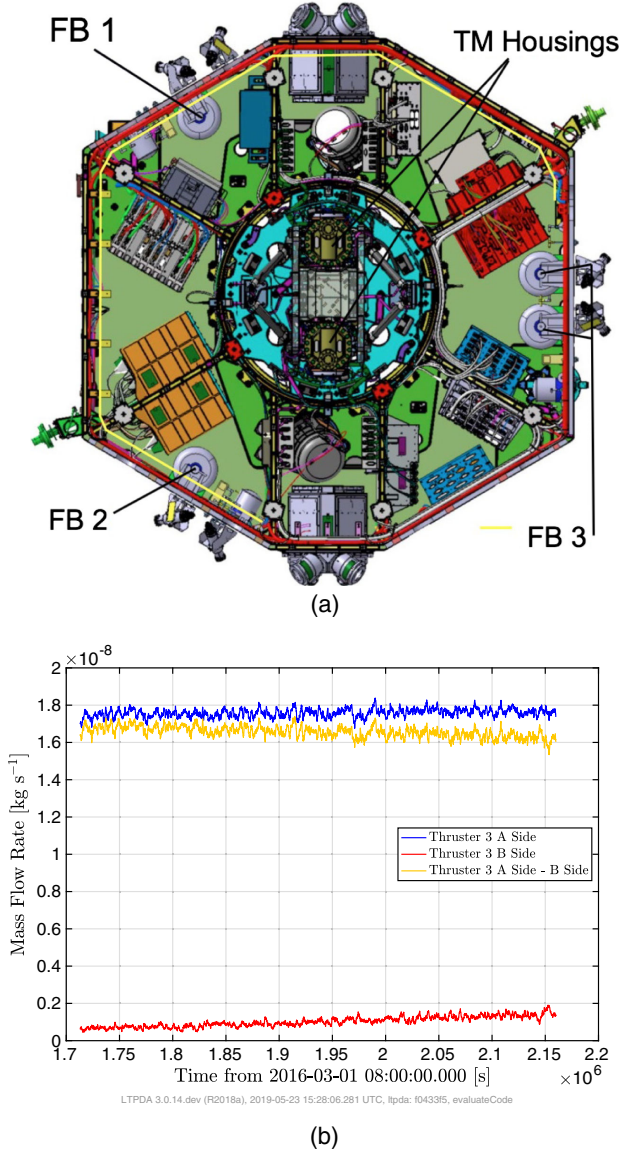 FB 1
TM Housings
FB 2
FB 3
(a)
×10⁻⁸
2
1.8
1.6
1.4
1.2
1
0.8
0.6
0.4
0.2
0
Mass Flow Rate [kg s⁻¹]
Thruster 3 A Side
Thruster 3 B Side
Thruster 3 A Side - B Side
1.7 1.75 1.8 1.85 1.9 1.95 2 2.05 2.1 2.15 2.2
Time from 2016-03-01 08:00:00.000 [s]
×10⁶
LTPDA 3.0.14.dev (R2018a), 2019-05-23 15:28:06.281 UTC, ltpda: f0433f5, evaluateCode
(b)